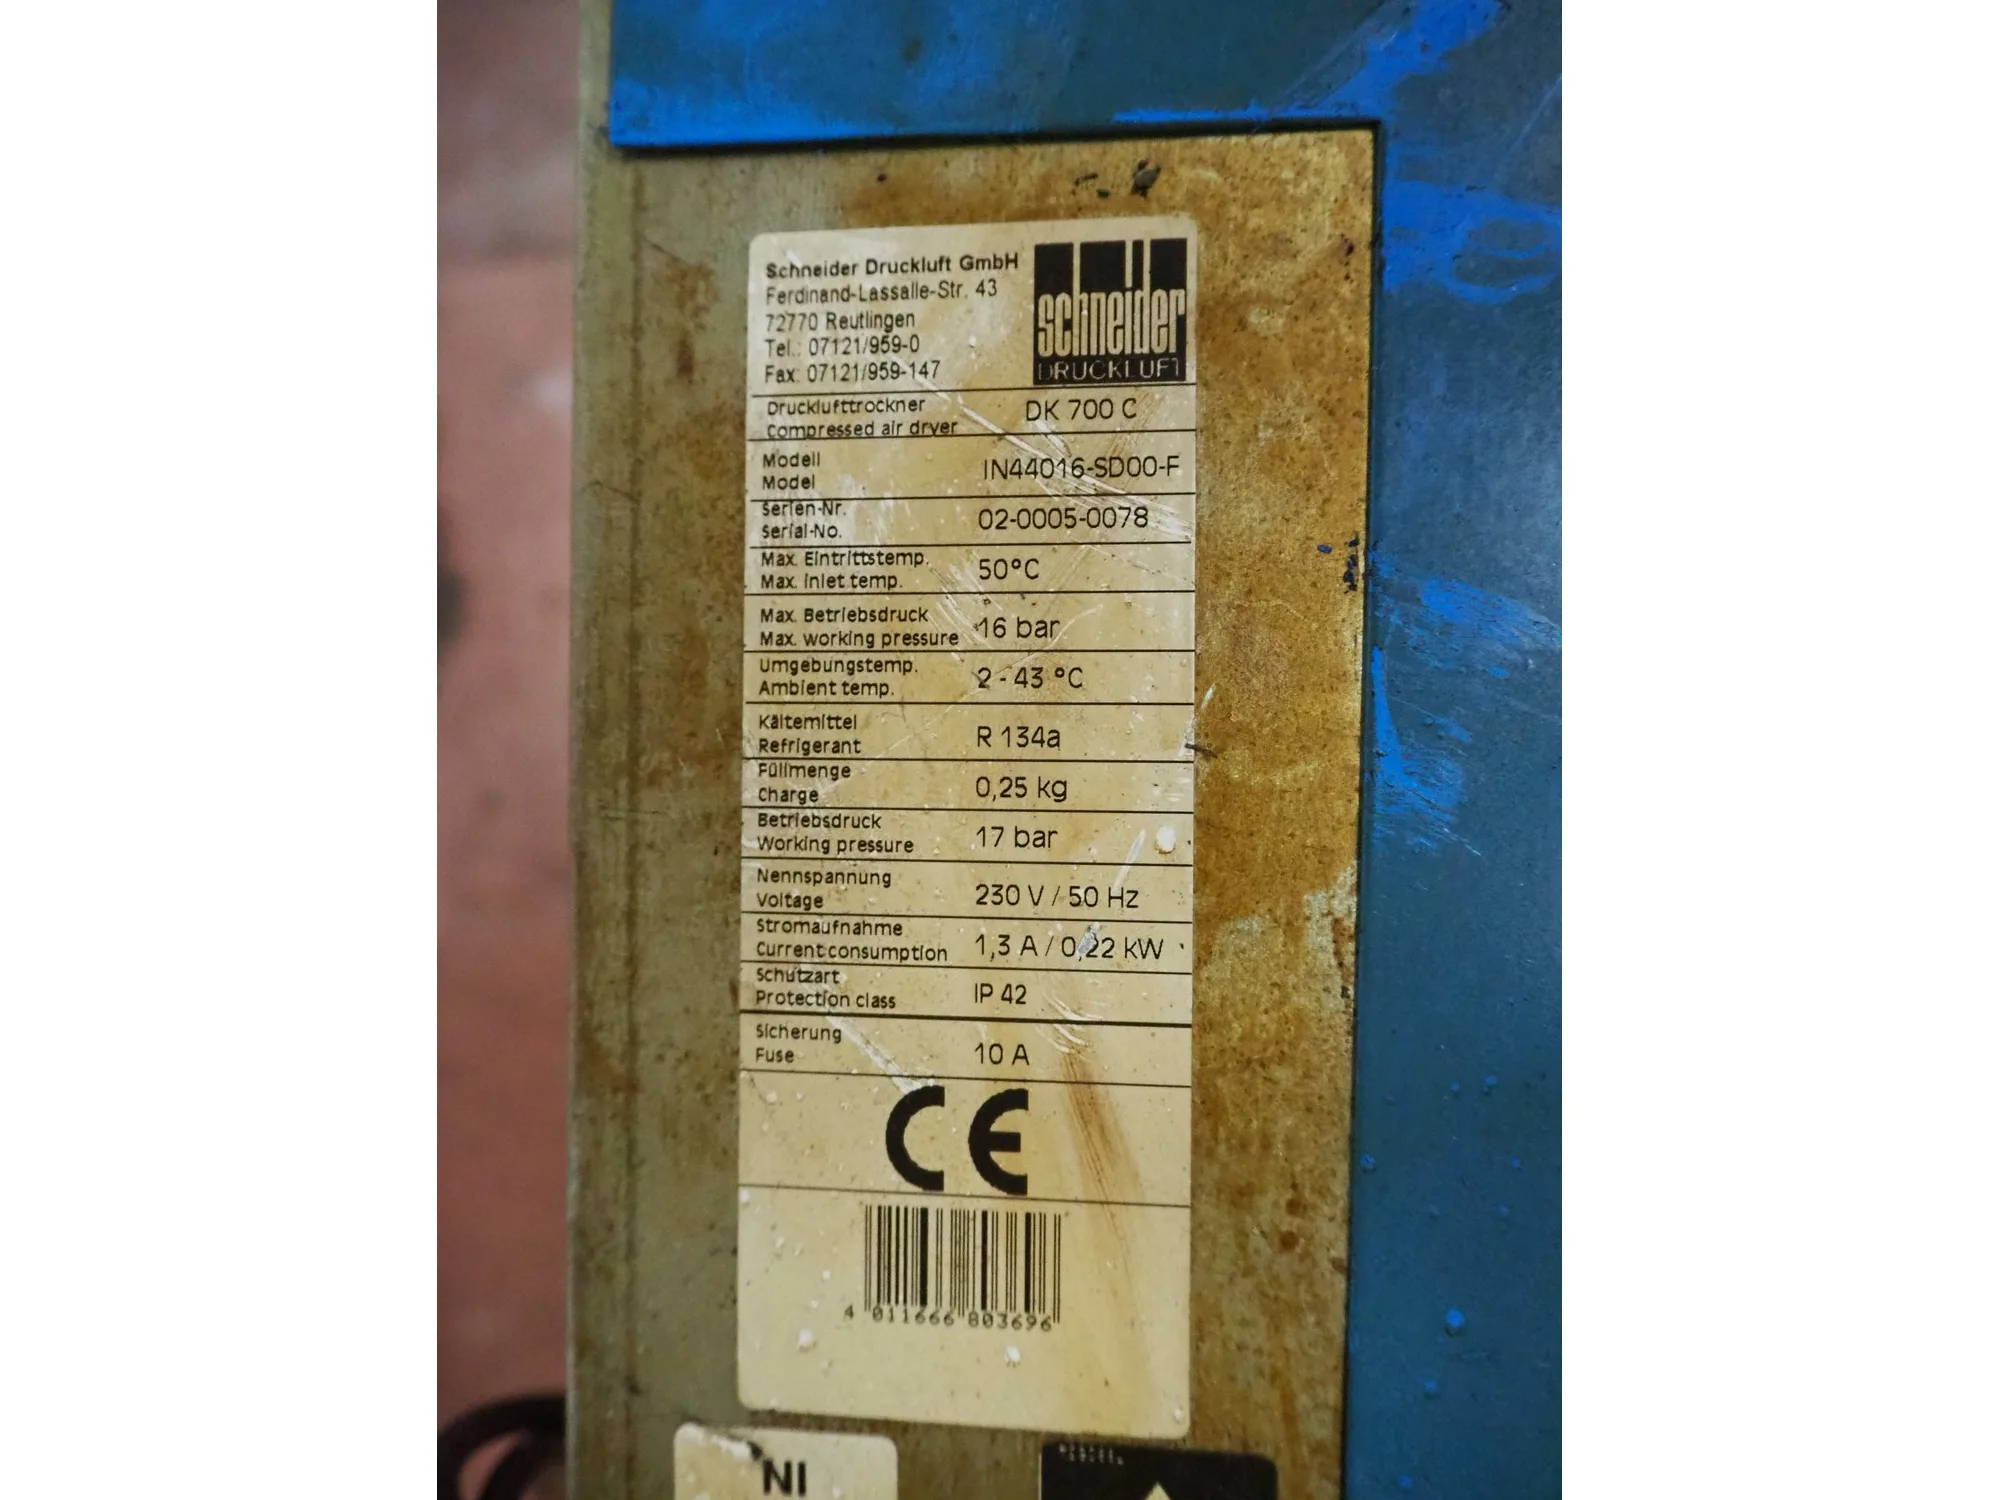 Schneider Druckluft GmbH
Ferdinand-Lassalle-Str. 43
72770 Reutlingen
Tel.: 07121/959-0
Fax: 07121/959-147
schneider
DRUCKLUFT
Drucklufttrockner
Compressed air dryer
DK 700 C
Modell
Model
IN44016-SD00-F
Serien-Nr.
Serial-No.
02-0005-0078
Max. Eintrittstemp.
Max. inlet temp.
50°C
Max. Betriebsdruck
Max. working pressure
16 bar
Umgebungstemp.
Ambient temp.
2 - 43 °C
Kältemittel
Refrigerant
R 134a
Füllmenge
Charge
0,25 kg
Betriebsdruck
Working pressure
17 bar
Nennspannung
Voltage
230 V / 50 Hz
Stromaufnahme
Current consumption
1,3 A / 0,22 kW
Schutzart
Protection class
IP 42
Sicherung
Fuse
10 A
CE
4 011666 803696
NI